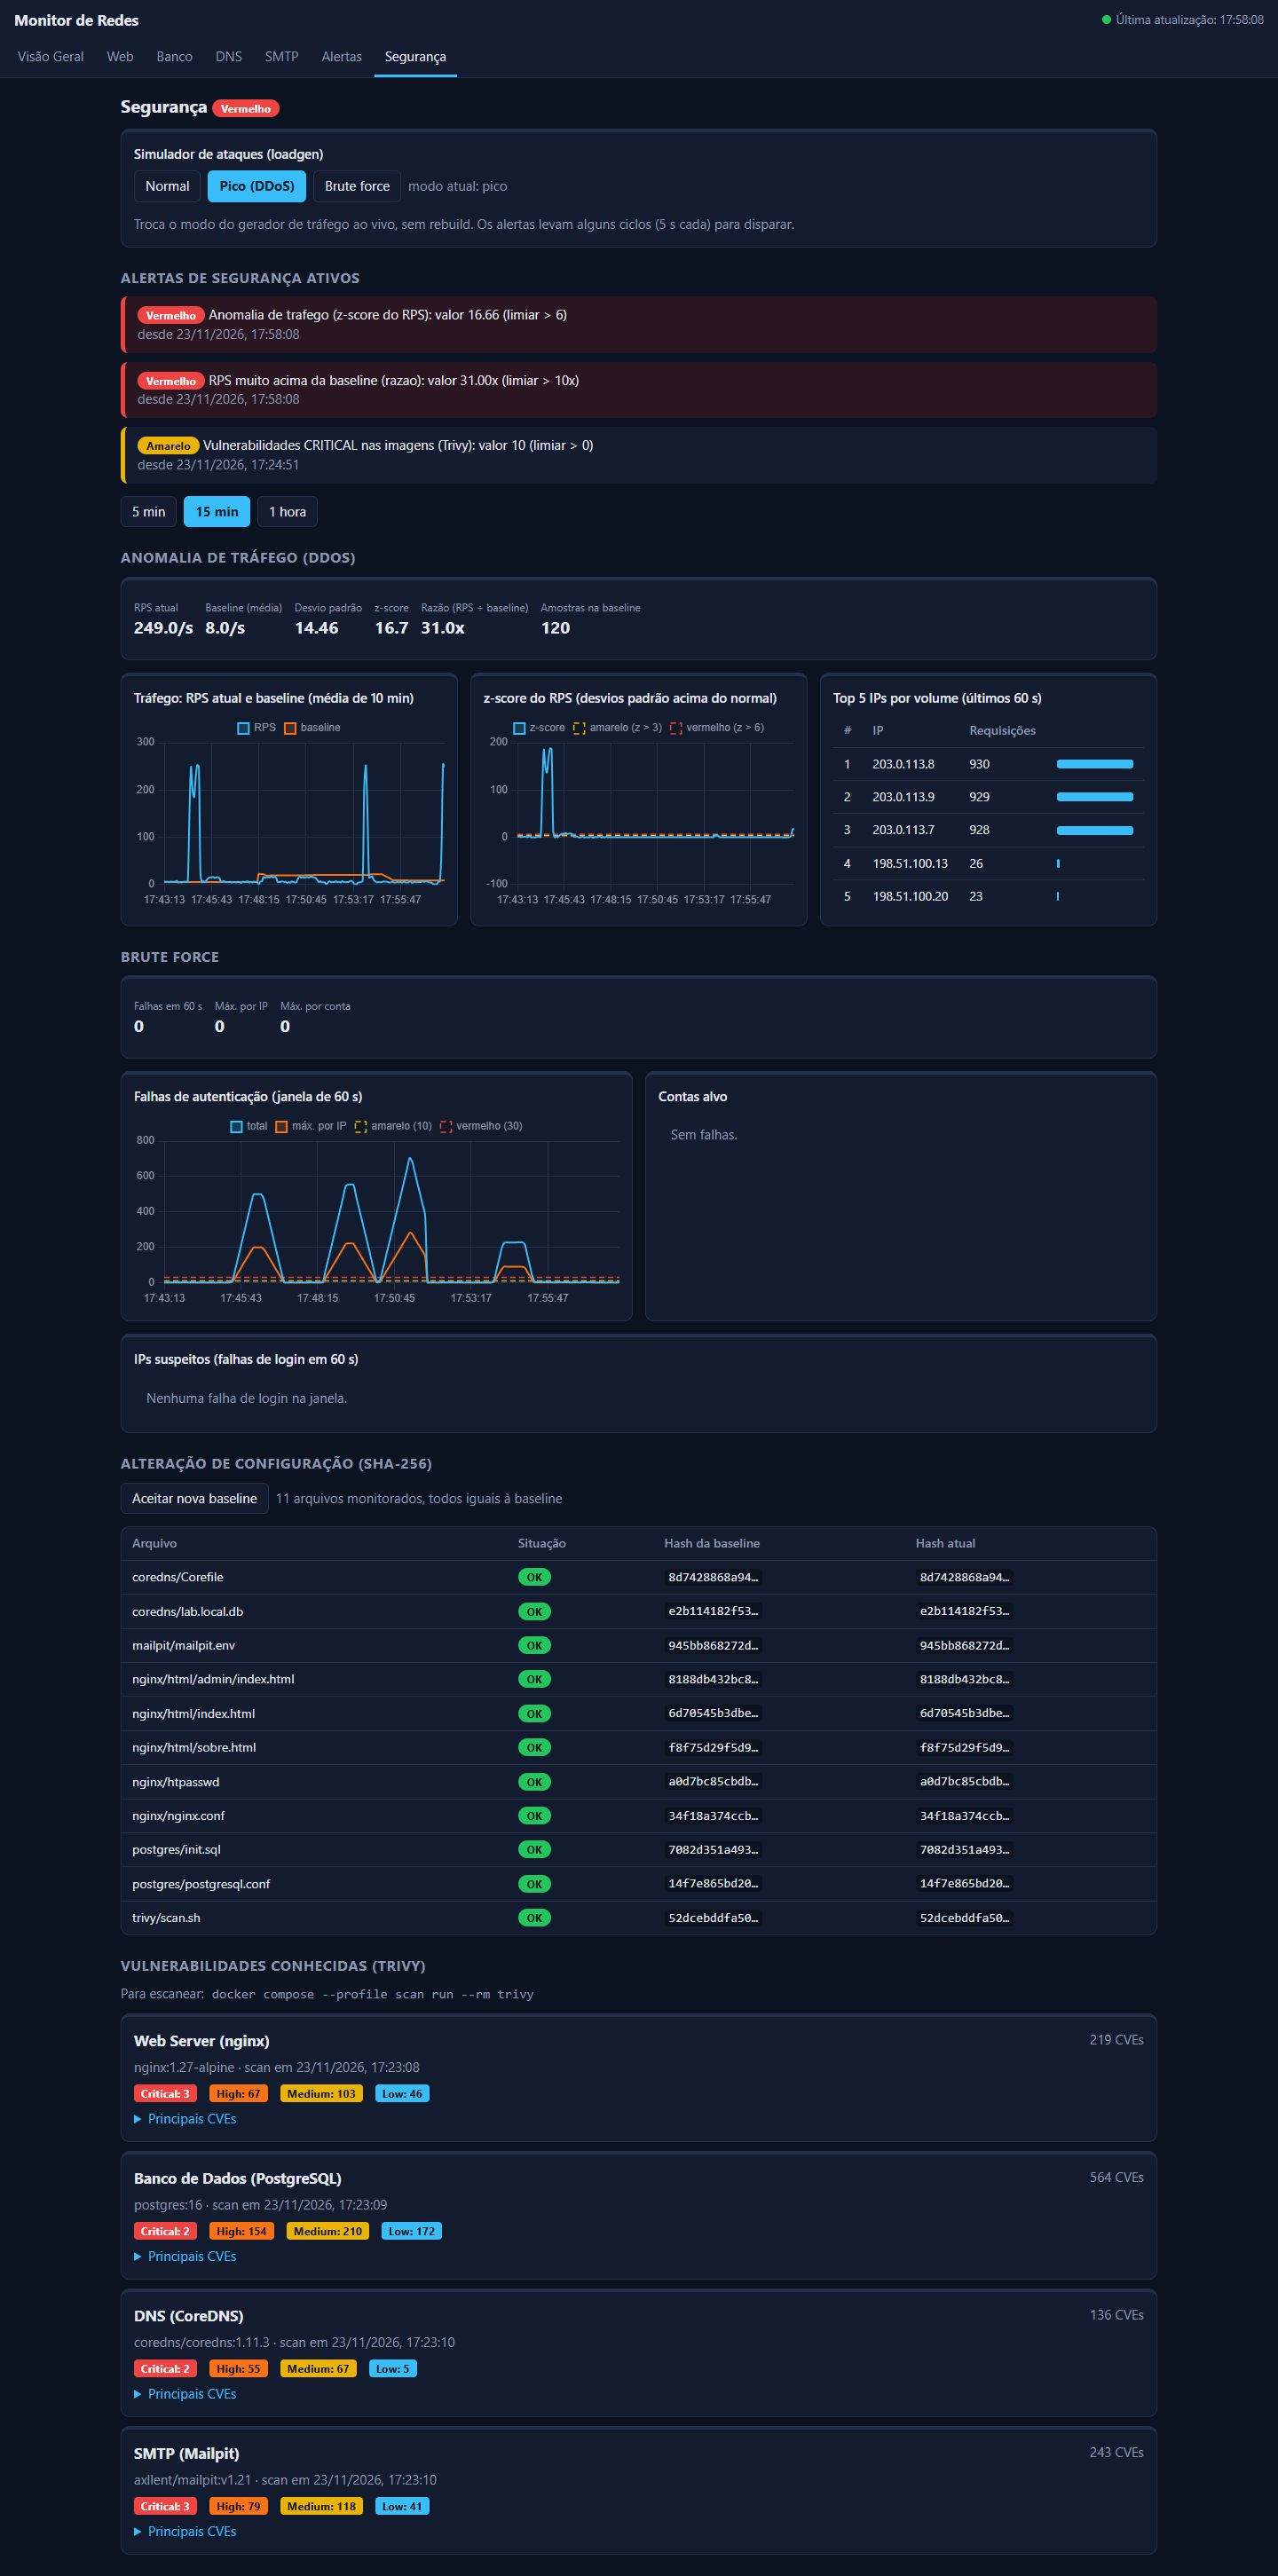 Monitor de Redes
Última atualização: 17:58:08
Visão Geral Web Banco DNS SMTP Alertas Segurança
Segurança Vermelho
Simulador de ataques (loadgen)
Normal Pico (DDoS) Brute force modo atual: pico
Troca o modo do gerador de tráfego ao vivo, sem rebuild. Os alertas levam alguns ciclos (5 s cada) para disparar.
ALERTAS DE SEGURANÇA ATIVOS
Vermelho Anomalia de trafego (z-score do RPS): valor 16.66 (limiar > 6)
desde 23/11/2026, 17:58:08
Vermelho RPS muito acima da baseline (razao): valor 31.00x (limiar > 10x)
desde 23/11/2026, 17:58:08
Amarelo Vulnerabilidades CRITICAL nas imagens (Trivy): valor 10 (limiar > 0)
desde 23/11/2026, 17:24:51
5 min 15 min 1 hora
ANOMALIA DE TRÁFEGO (DDOS)
RPS atual Baseline (média) Desvio padrão z-score Razão (RPS ÷ baseline) Amostras na baseline
249.0/s 8.0/s 14.46 16.7 31.0x 120
Tráfego: RPS atual e baseline (média de 10 min)
RPS baseline
300
200
100
0
17:43:13 17:45:43 17:48:15 17:50:45 17:53:17 17:55:47
z-score do RPS (desvios padrão acima do normal)
z-score amarelo (z > 3) vermelho (z > 6)
200
100
0
-100
17:43:13 17:45:43 17:48:15 17:50:45 17:53:17 17:55:47
Top 5 IPs por volume (últimos 60 s)
# IP Requisições
1 203.0.113.8 930
2 203.0.113.9 929
3 203.0.113.7 928
4 198.51.100.13 26
5 198.51.100.20 23
BRUTE FORCE
Falhas em 60 s Máx. por IP Máx. por conta
0 0 0
Falhas de autenticação (janela de 60 s)
total máx. por IP amarelo (10) vermelho (30)
800
600
400
200
0
17:43:13 17:45:43 17:48:15 17:50:45 17:53:17 17:55:47
Contas alvo
Sem falhas.
IPs suspeitos (falhas de login em 60 s)
Nenhuma falha de login na janela.
ALTERAÇÃO DE CONFIGURAÇÃO (SHA-256)
Aceitar nova baseline 11 arquivos monitorados, todos iguais à baseline
Arquivo Situação Hash da baseline Hash atual
coredns/Corefile OK 8d7428868a94… 8d7428868a94…
coredns/lab.local.db OK e2b114182f53… e2b114182f53…
mailpit/mailpit.env OK 945bb868272d… 945bb868272d…
nginx/html/admin/index.html OK 8188db432bc8… 8188db432bc8…
nginx/html/index.html OK 6d70545b3dbe… 6d70545b3dbe…
nginx/html/sobre.html OK f8f75d29f5d9… f8f75d29f5d9…
nginx/htpasswd OK a0d7bc85cbdb… a0d7bc85cbdb…
nginx/nginx.conf OK 34f18a374ccb… 34f18a374ccb…
postgres/init.sql OK 7082d351a493… 7082d351a493…
postgres/postgresql.conf OK 14f7e865bd20… 14f7e865bd20…
trivy/scan.sh OK 52dcebddfa50… 52dcebddfa50…
VULNERABILIDADES CONHECIDAS (TRIVY)
Para escanear: docker compose --profile scan run --rm trivy
Web Server (nginx) 219 CVEs
nginx:1.27-alpine · scan em 23/11/2026, 17:23:08
Critical: 3 High: 67 Medium: 103 Low: 46
Principais CVEs
Banco de Dados (PostgreSQL) 564 CVEs
postgres:16 · scan em 23/11/2026, 17:23:09
Critical: 2 High: 154 Medium: 210 Low: 172
Principais CVEs
DNS (CoreDNS) 136 CVEs
coredns/coredns:1.11.3 · scan em 23/11/2026, 17:23:10
Critical: 2 High: 55 Medium: 67 Low: 5
Principais CVEs
SMTP (Mailpit) 243 CVEs
axllent/mailpit:v1.21 · scan em 23/11/2026, 17:23:10
Critical: 3 High: 79 Medium: 118 Low: 41
Principais CVEs